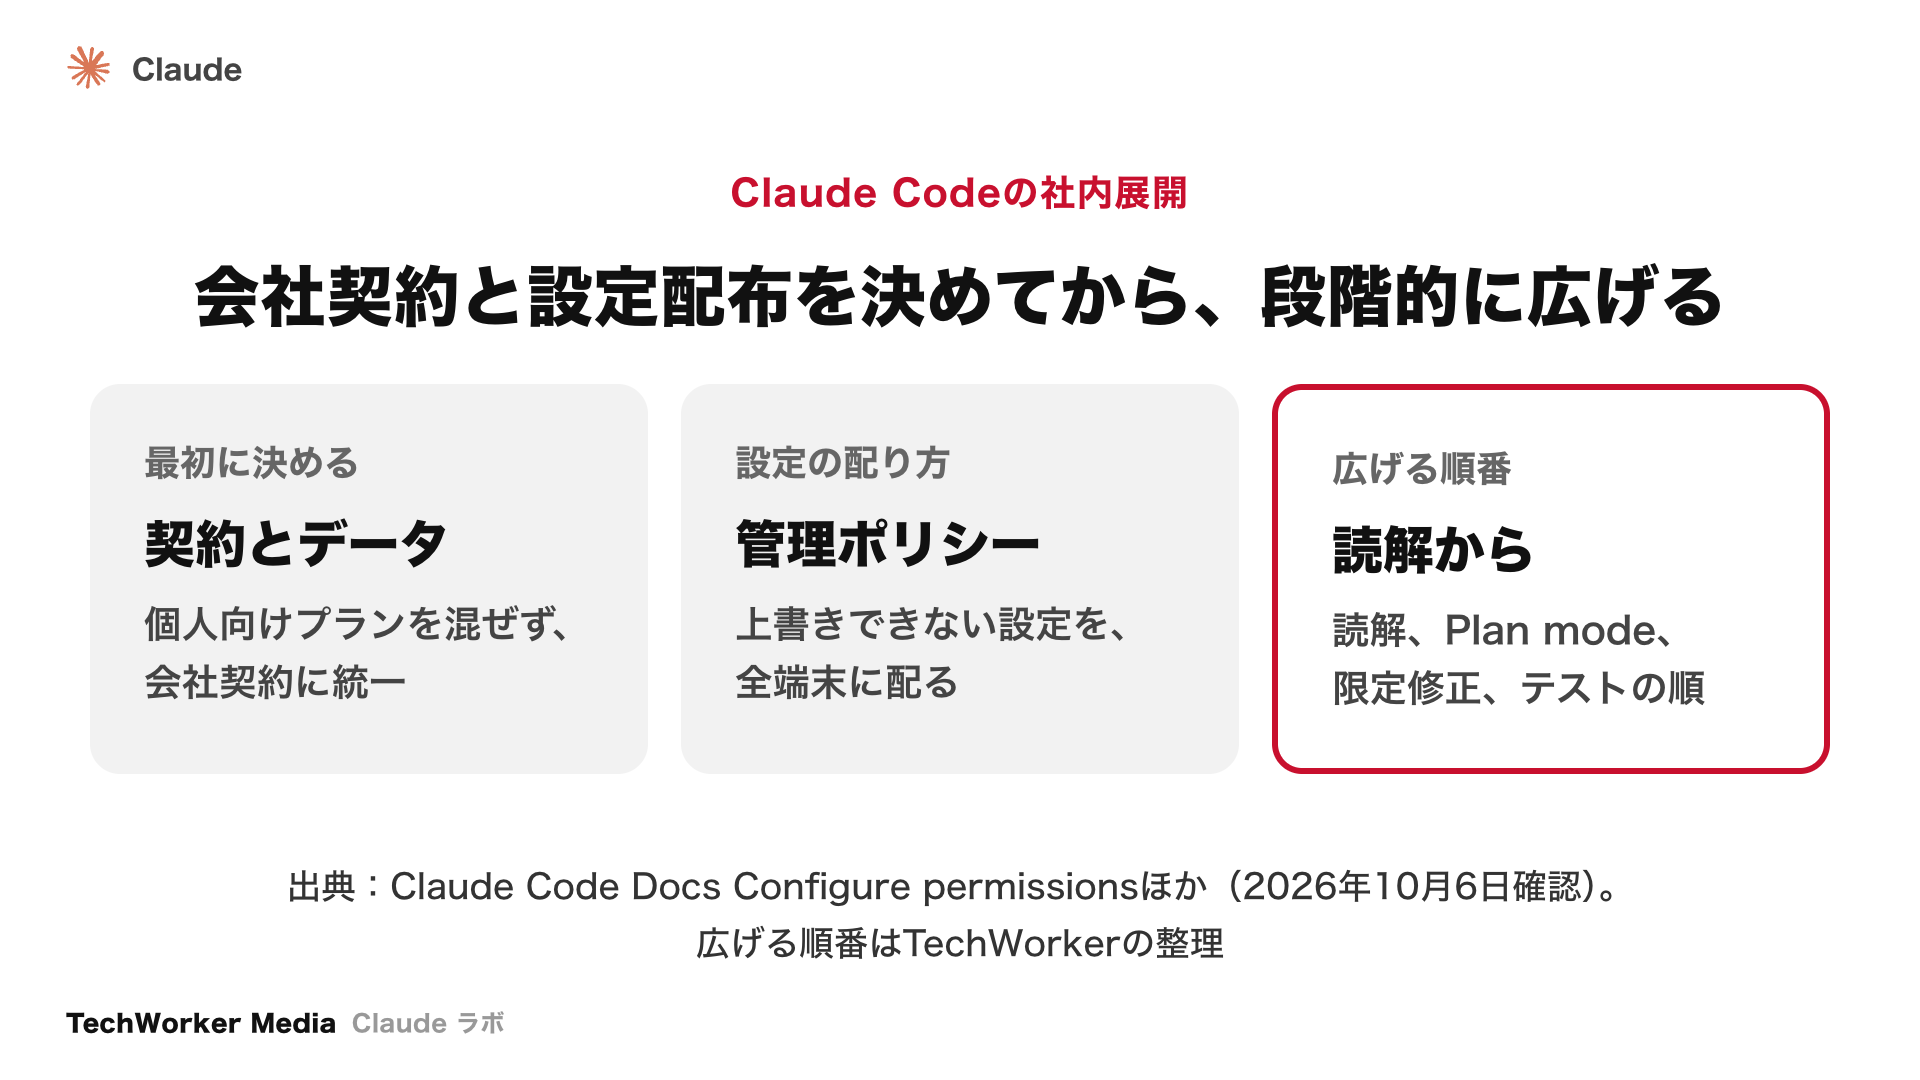 Claude
Claude Codeの社内展開
会社契約と設定配布を決めてから、段階的に広げる
最初に決める
契約とデータ
個人向けプランを混ぜず、
会社契約に統一
設定の配り方
管理ポリシー
上書きできない設定を、
全端末に配る
広げる順番
読解から
読解、Plan mode、
限定修正、テストの順
出典：Claude Code Docs Configure permissionsほか（2026年10月6日確認）。
広げる順番はTechWorkerの整理
TechWorker Media Claude ラボ